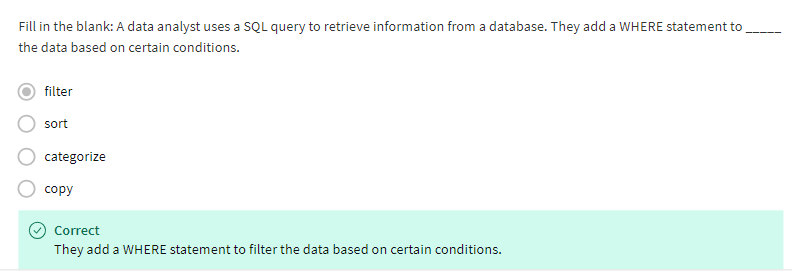 Fill in the blank: A data analyst uses a SQL query to retrieve information from a database. They add a WHERE statement to _____
the data based on certain conditions.
filter
sort
categorize
copy
Correct
They add a WHERE statement to filter the data based on certain conditions.